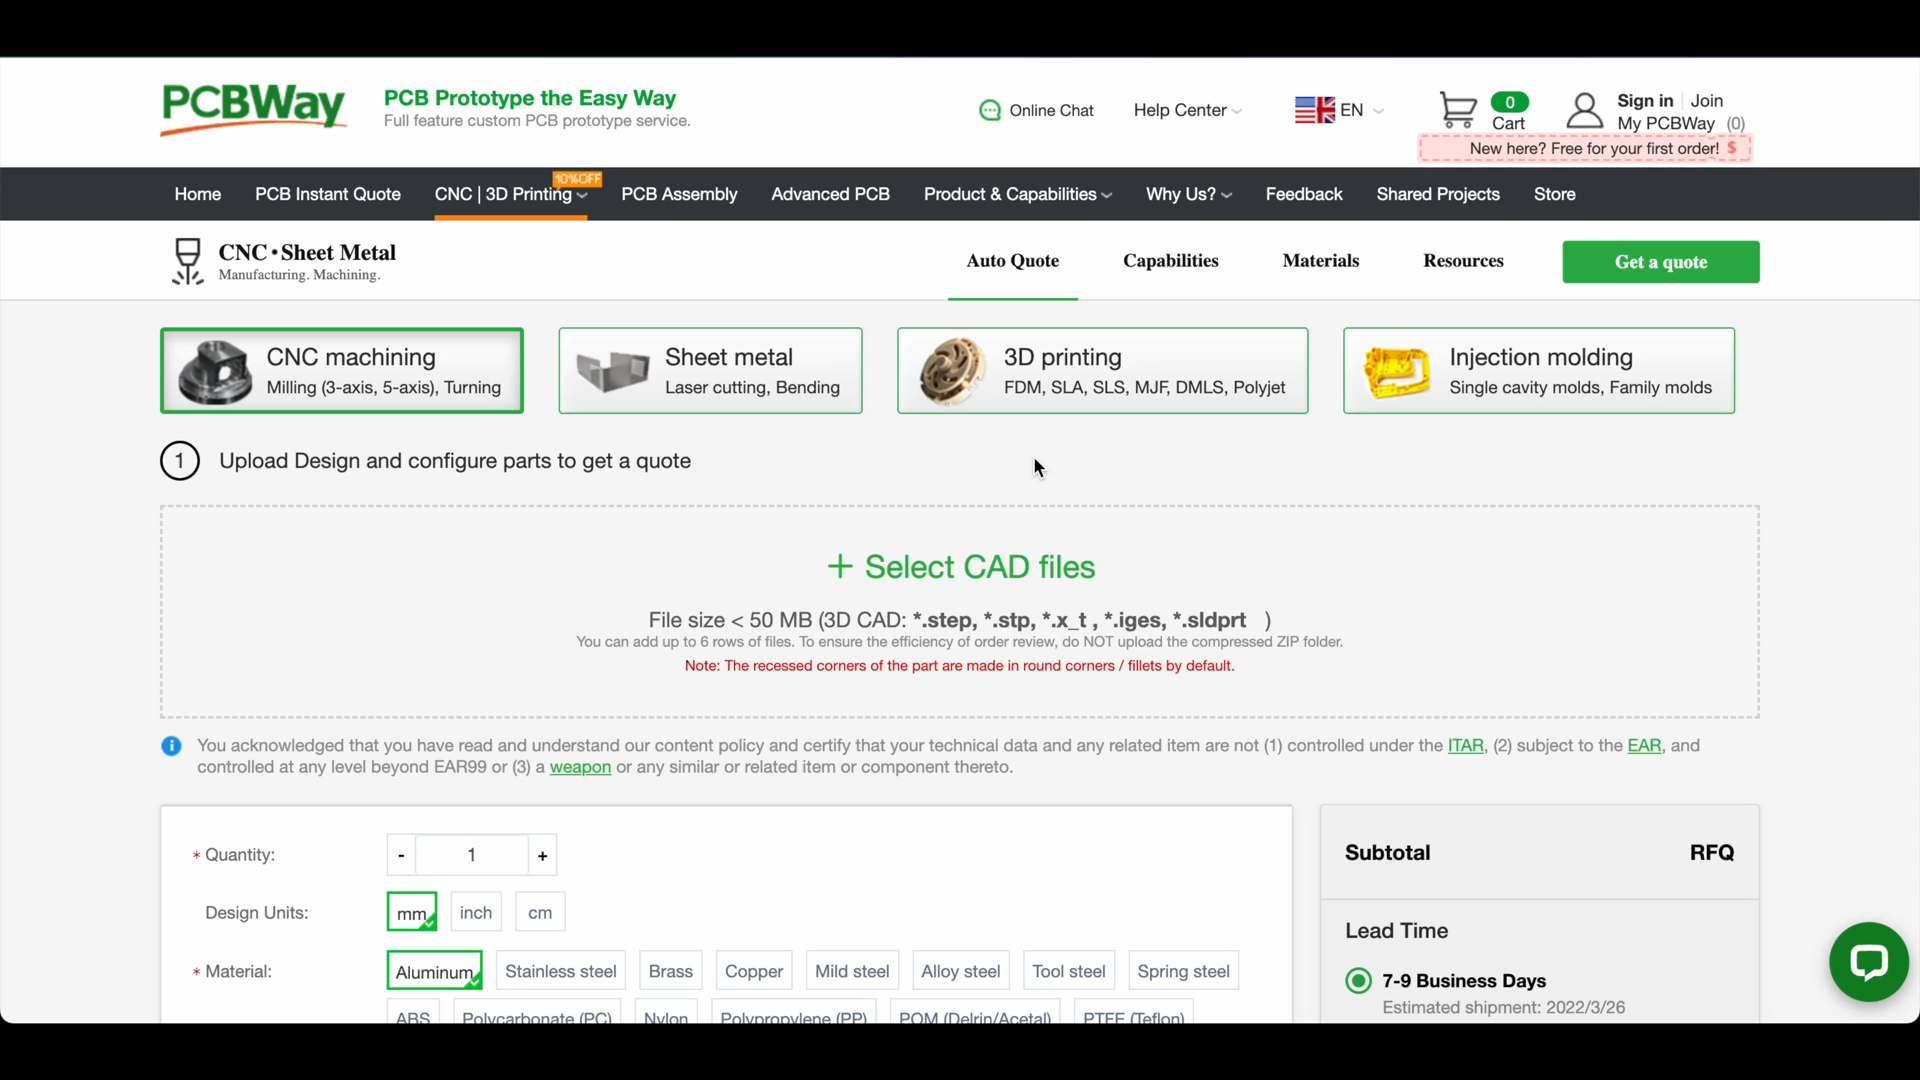 PCBWay
PCB Prototype the Easy Way
Full feature custom PCB prototype service.
Online Chat
Help Center
EN
0
Cart
Sign in | Join
My PCBWay (0)
New here? Free for your first order! $
Home
PCB Instant Quote
CNC | 3D Printing
10%OFF
PCB Assembly
Advanced PCB
Product & Capabilities
Why Us?
Feedback
Shared Projects
Store
CNC•Sheet Metal
Manufacturing. Machining.
Auto Quote
Capabilities
Materials
Resources
Get a quote
CNC machining
Milling (3-axis, 5-axis), Turning
Sheet metal
Laser cutting, Bending
3D printing
FDM, SLA, SLS, MJF, DMLS, Polyjet
Injection molding
Single cavity molds, Family molds
1 Upload Design and configure parts to get a quote
+ Select CAD files
File size < 50 MB (3D CAD: *.step, *.stp, *.x_t , *.iges, *.sldprt )
You can add up to 6 rows of files. To ensure the efficiency of order review, do NOT upload the compressed ZIP folder.
Note: The recessed corners of the part are made in round corners / fillets by default.
You acknowledged that you have read and understand our content policy and certify that your technical data and any related item are not (1) controlled under the ITAR, (2) subject to the EAR, and
controlled at any level beyond EAR99 or (3) a weapon or any similar or related item or component thereto.
* Quantity:
- 1 +
Design Units:
mm inch cm
* Material:
Aluminum Stainless steel Brass Copper Mild steel Alloy steel Tool steel Spring steel
ABS Polycarbonate (PC) Nylon Polypropylene (PP) POM (Delrin/Acetal) PTFE (Teflon)
Subtotal RFQ
Lead Time
7-9 Business Days
Estimated shipment: 2022/3/26